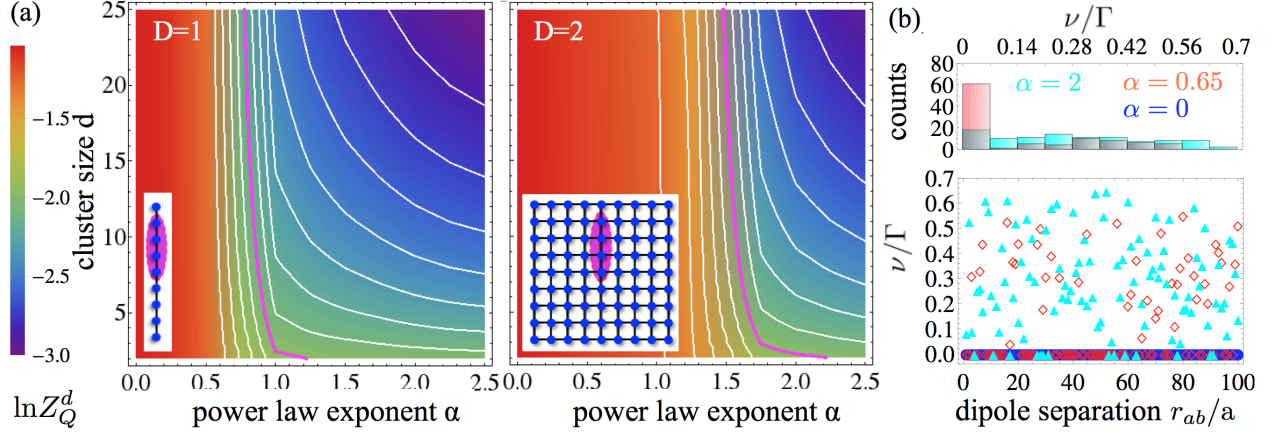 (a)
25
20
15
10
5
cluster size d
−1.5
−2.0
−2.5
−3.0
ln Z_Q^d
D=1
0.0 0.5 1.0 1.5 2.0 2.5
power law exponent α
D=2
0.0 0.5 1.0 1.5 2.0 2.5
power law exponent α
(b)
ν/Γ
0 0.14 0.28 0.42 0.56 0.7
80
60
40
20
0
counts
α = 2
α = 0.65
α = 0
0.7
0.6
0.5
0.4
0.3
0.2
0.1
0.0
ν/Γ
0 20 40 60 80 100
dipole separation r_ab/a